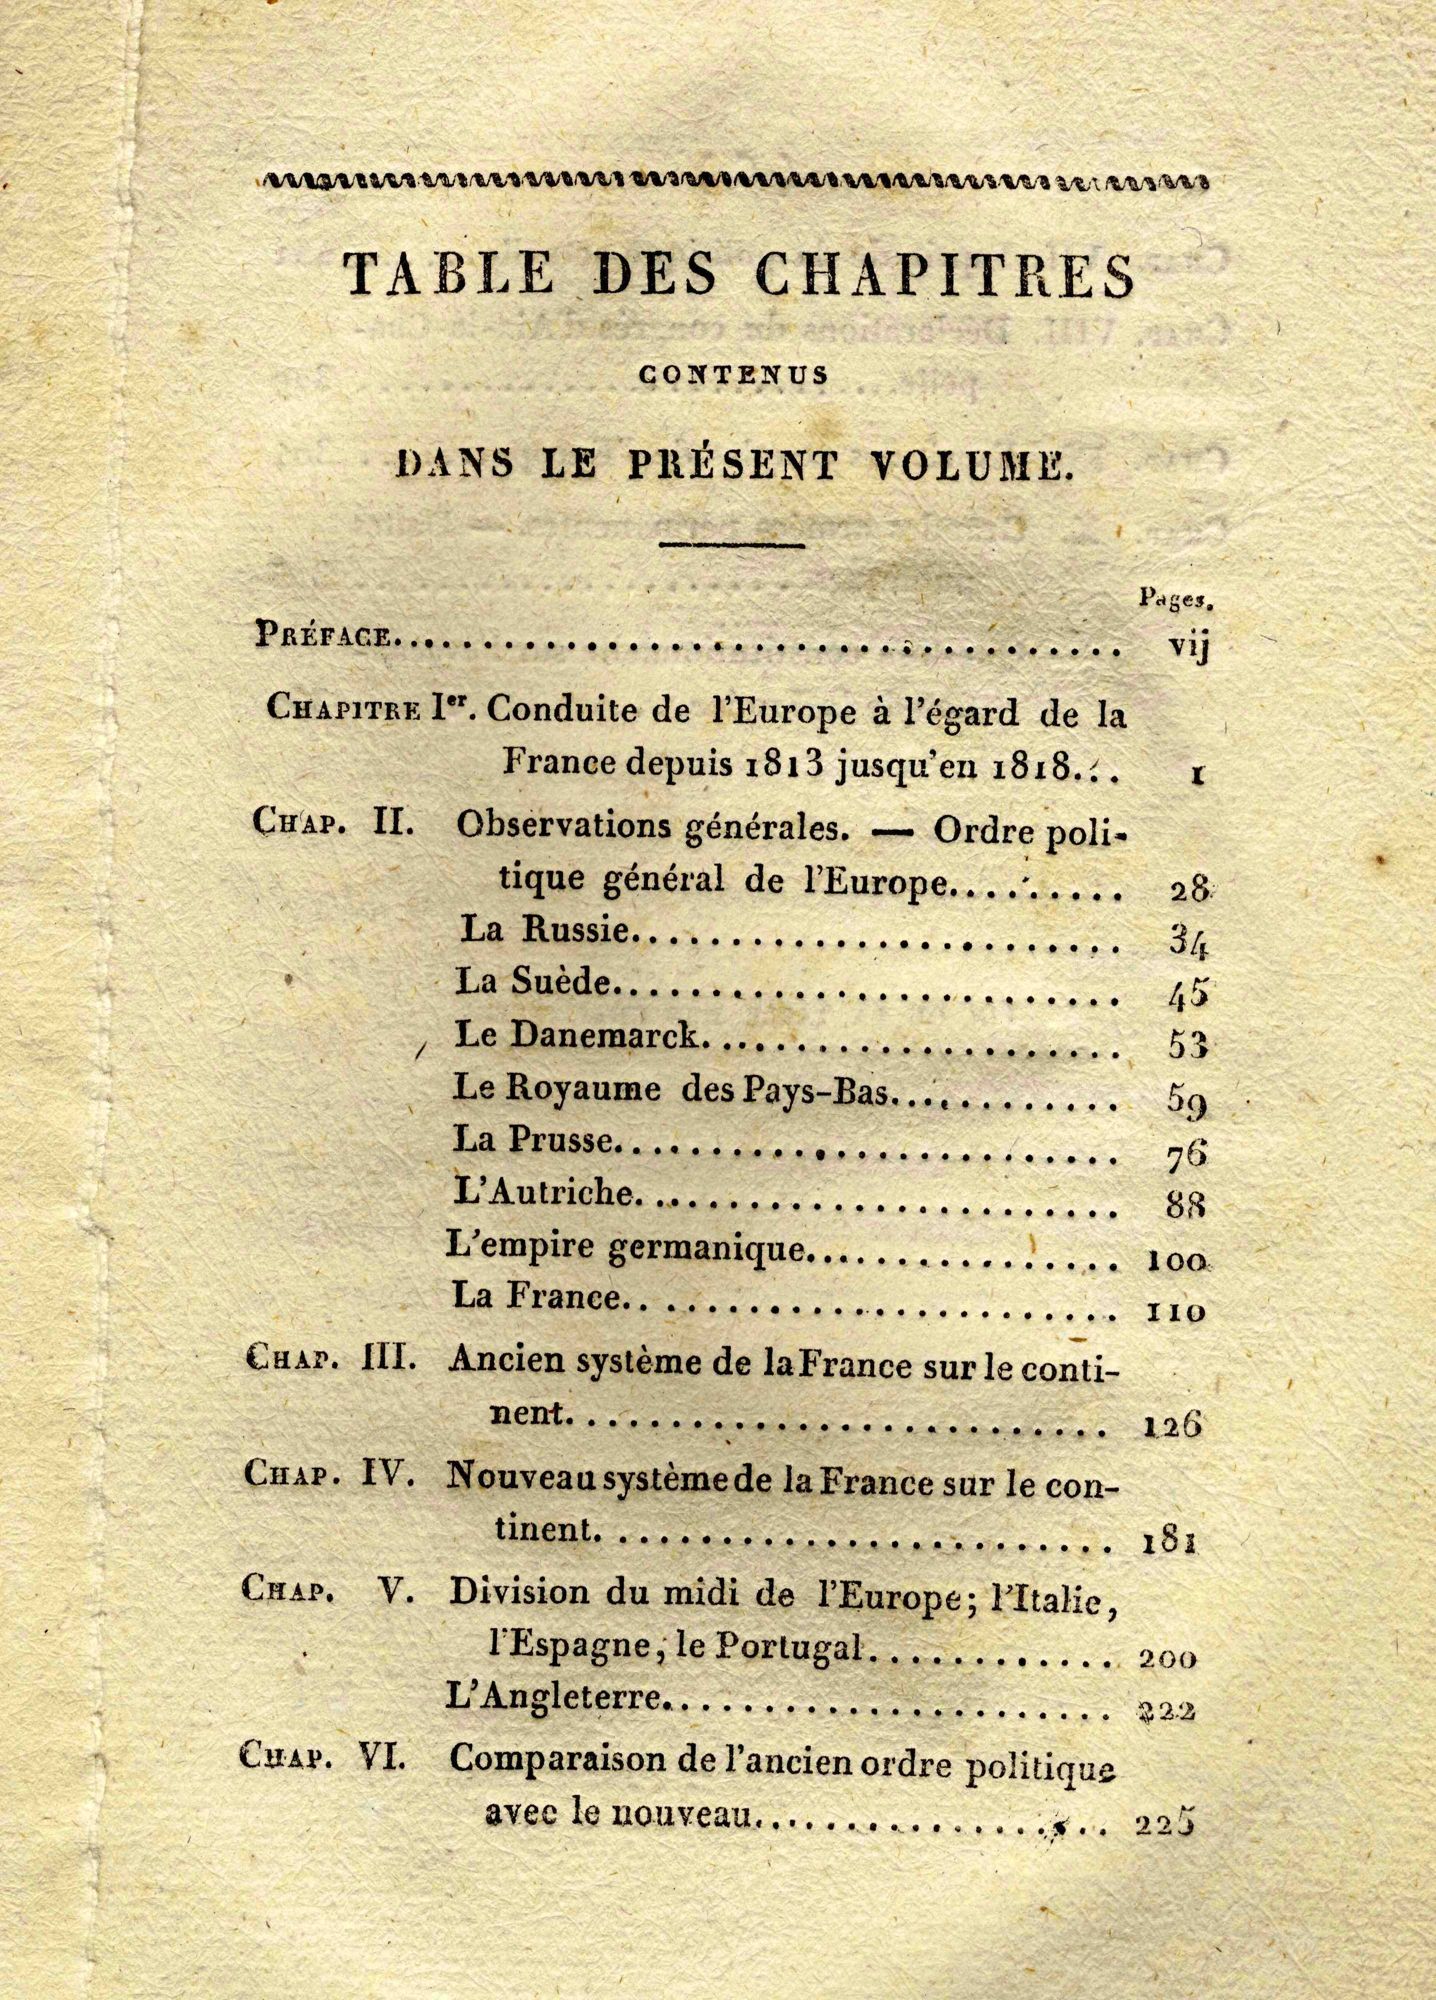 TABLE DES CHAPITRES
CONTENUS
DANS LE PRÉSENT VOLUME.
Pages.
PRÉFACE.................................... vij
CHAPITRE Ier. Conduite de l'Europe à l'égard de la
France depuis 1813 jusqu'en 1818... 1
CHAP. II. Observations générales. — Ordre poli-
tique général de l'Europe......... 28
La Russie........................ 34
La Suède......................... 45
Le Danemarck..................... 53
Le Royaume des Pays-Bas............ 59
La Prusse......................... 76
L'Autriche........................ 88
L'empire germanique................ 100
La France........................ 110
CHAP. III. Ancien système de la France sur le conti-
nent........................... 126
CHAP. IV. Nouveau système de la France sur le con-
tinent.......................... 181
CHAP. V. Division du midi de l'Europe; l'Italie,
l'Espagne, le Portugal............. 200
L'Angleterre...................... 222
CHAP. VI. Comparaison de l'ancien ordre politique
avec le nouveau.................. 225